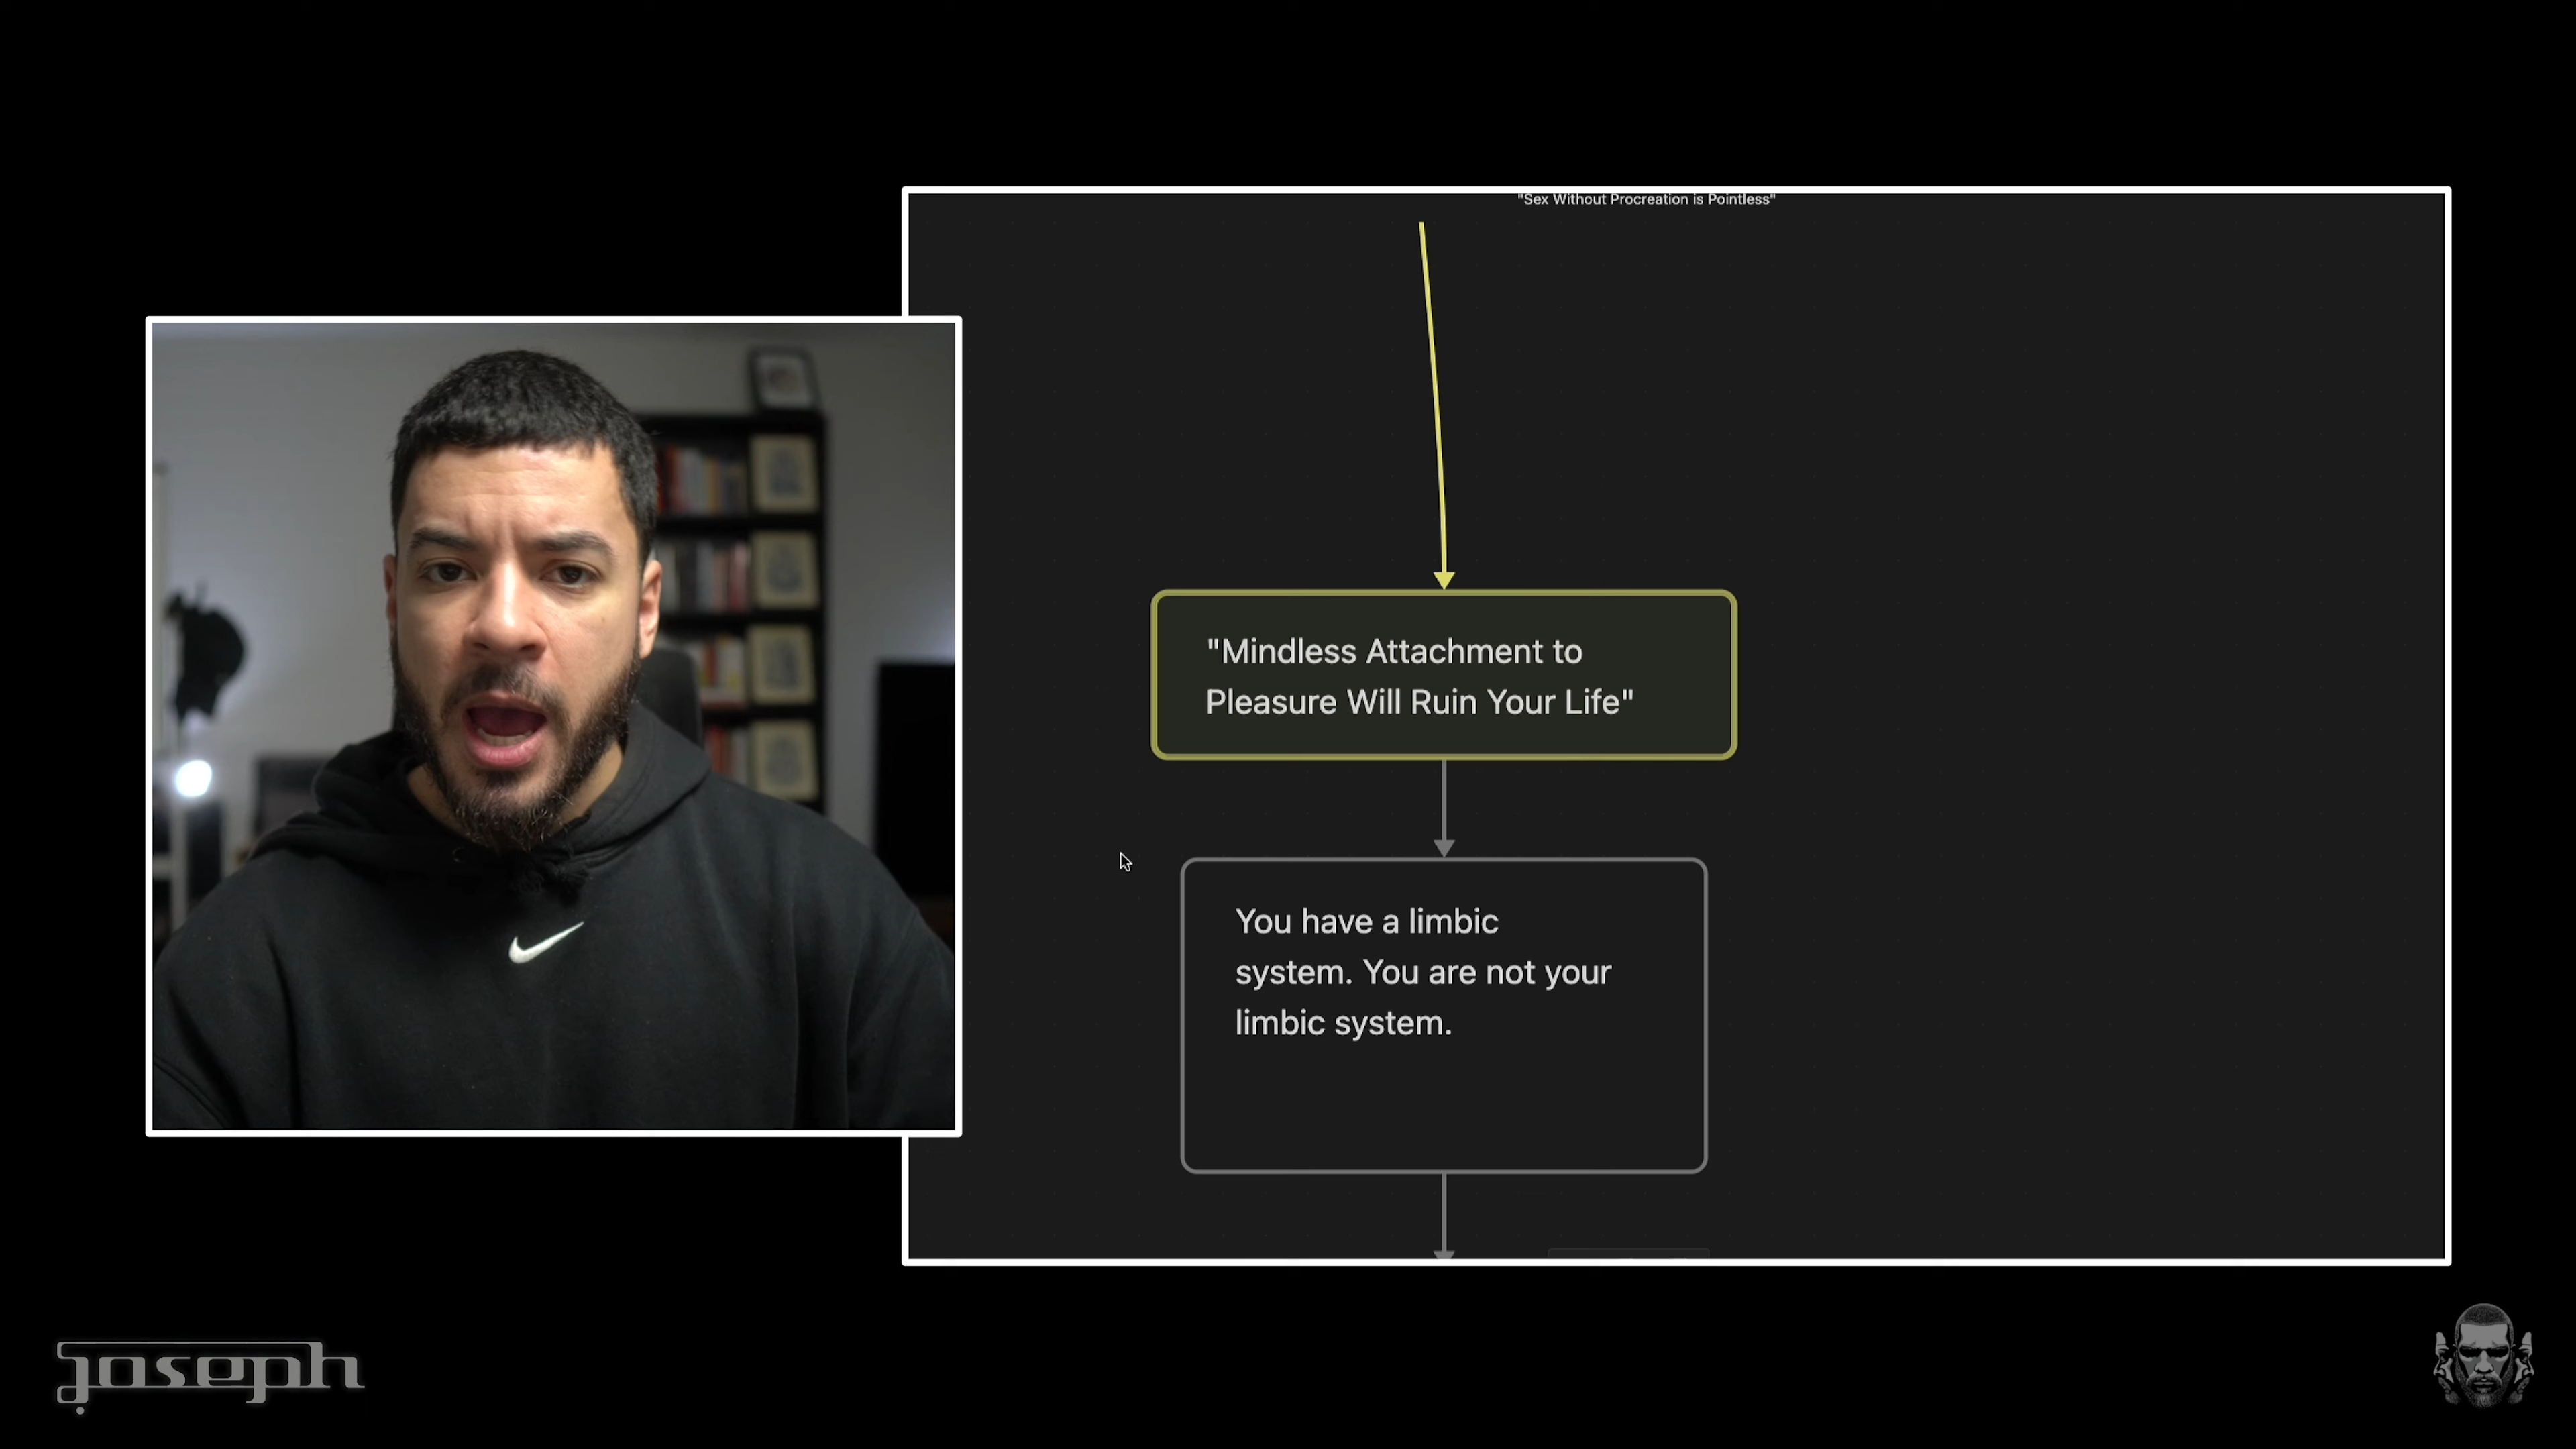 "Sex Without Procreation is Pointless"
"Mindless Attachment to
Pleasure Will Ruin Your Life"
You have a limbic
system. You are not your
limbic system.
joseph